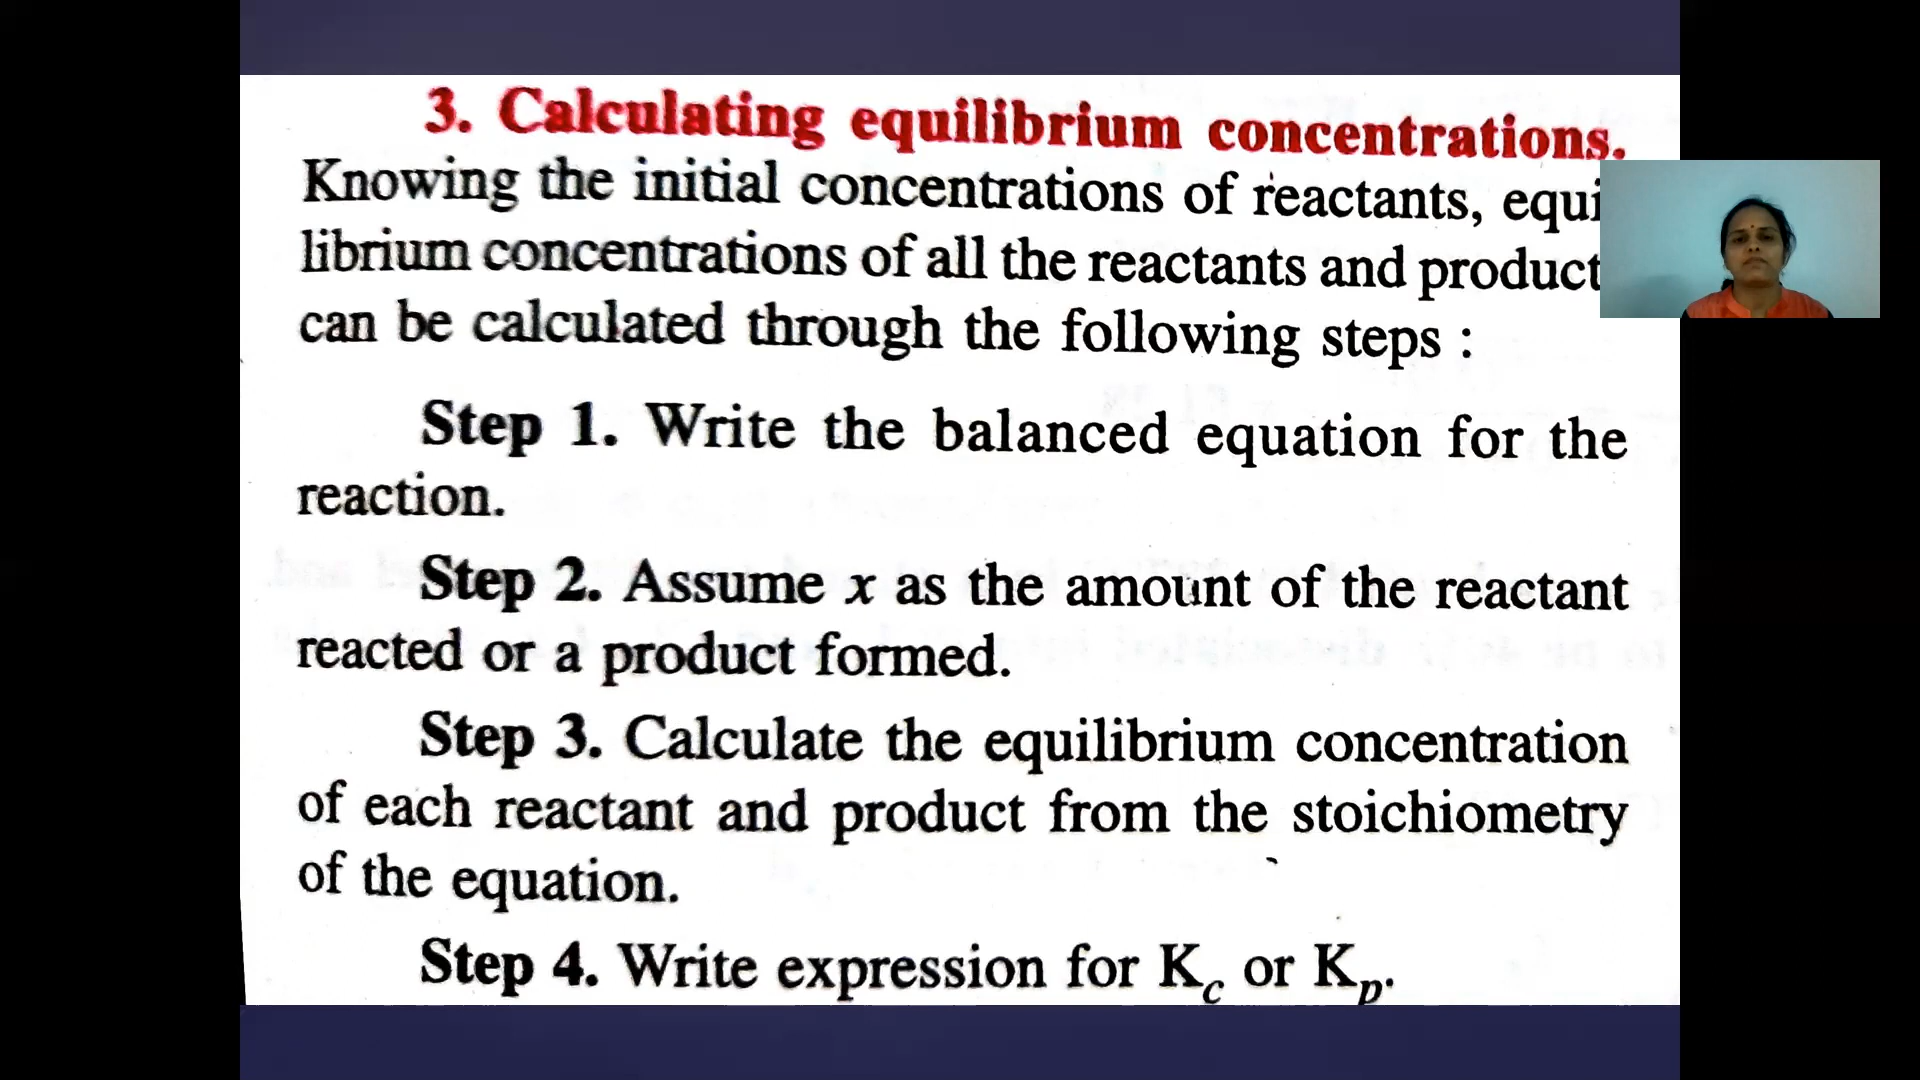 3. Calculating equilibrium concentrations.
Knowing the initial concentrations of reactants, equi
librium concentrations of all the reactants and product
can be calculated through the following steps :
Step 1. Write the balanced equation for the
reaction.
Step 2. Assume x as the amount of the reactant
reacted or a product formed.
Step 3. Calculate the equilibrium concentration
of each reactant and product from the stoichiometry
of the equation.
Step 4. Write expression for Kc or Kp.